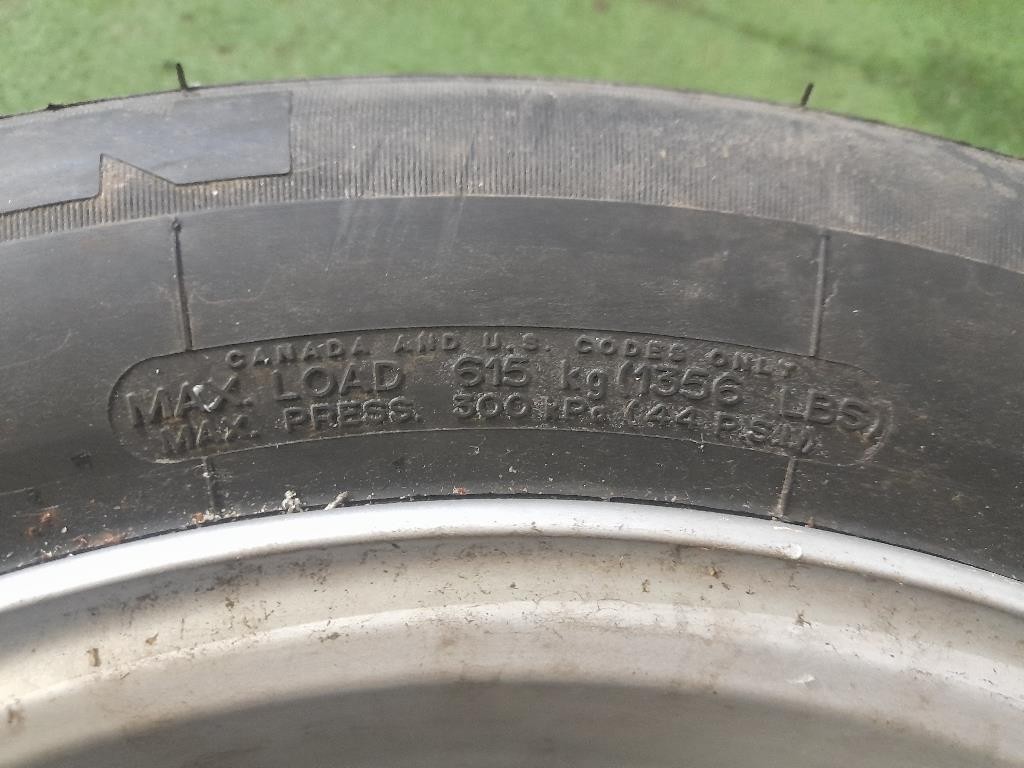 CANADA AND U.S. CODES ONLY
MAX. LOAD 615 kg (1356 LBS)
MAX. PRESS. 300 kPa (44 P.S.I.)